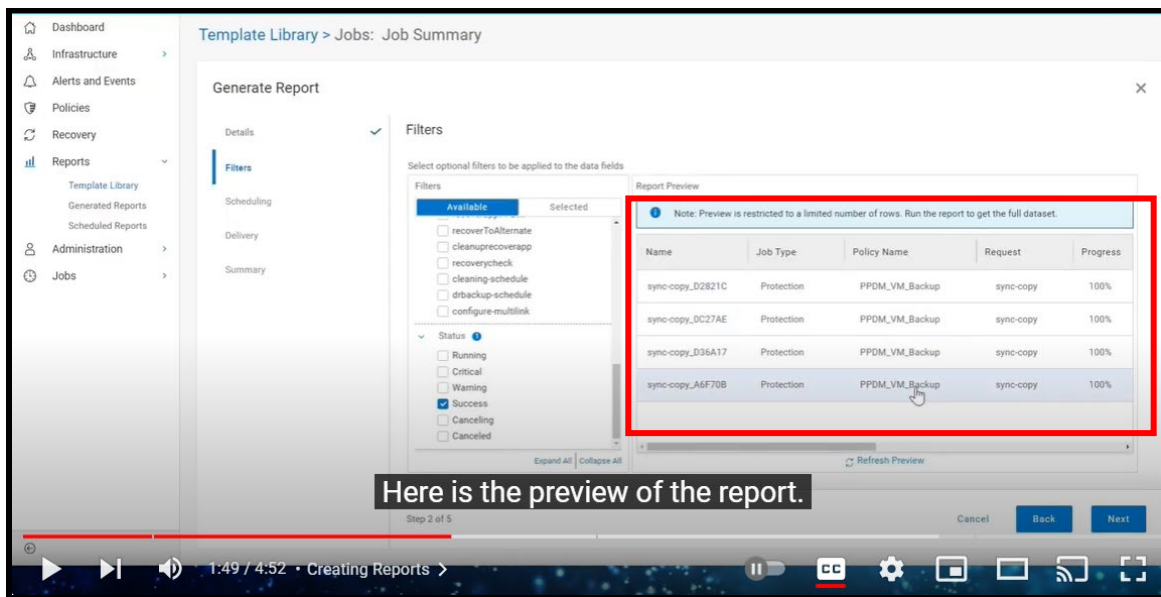 Dashboard
Infrastructure
Alerts and Events
Policies
Recovery
Reports
Template Library
Generated Reports
Scheduled Reports
Administration
Jobs
Template Library > Jobs: Job Summary
Generate Report
Details
Filters
Scheduling
Delivery
Summary
Filters
Select optional filters to be applied to the data fields
Filters
Available Selected
recoverToAlternate
cleanuprecoverapp
recoverycheck
cleaning-schedule
drbackup-schedule
configure-multilink
Status 1
Running
Critical
Warning
Success
Canceling
Canceled
Expand All Collapse All
Report Preview
Note: Preview is restricted to a limited number of rows. Run the report to get the full dataset.
Name Job Type Policy Name Request Progress
sync-copy_D2821C Protection PPDM_VM_Backup sync-copy 100%
sync-copy_0C27AE Protection PPDM_VM_Backup sync-copy 100%
sync-copy_D36A17 Protection PPDM_VM_Backup sync-copy 100%
sync-copy_A6F70B Protection PPDM_VM_Backup sync-copy 100%
Refresh Preview
Here is the preview of the report.
Step 2 of 5
Cancel Back Next
1:49 / 4:52 • Creating Reports >
CC